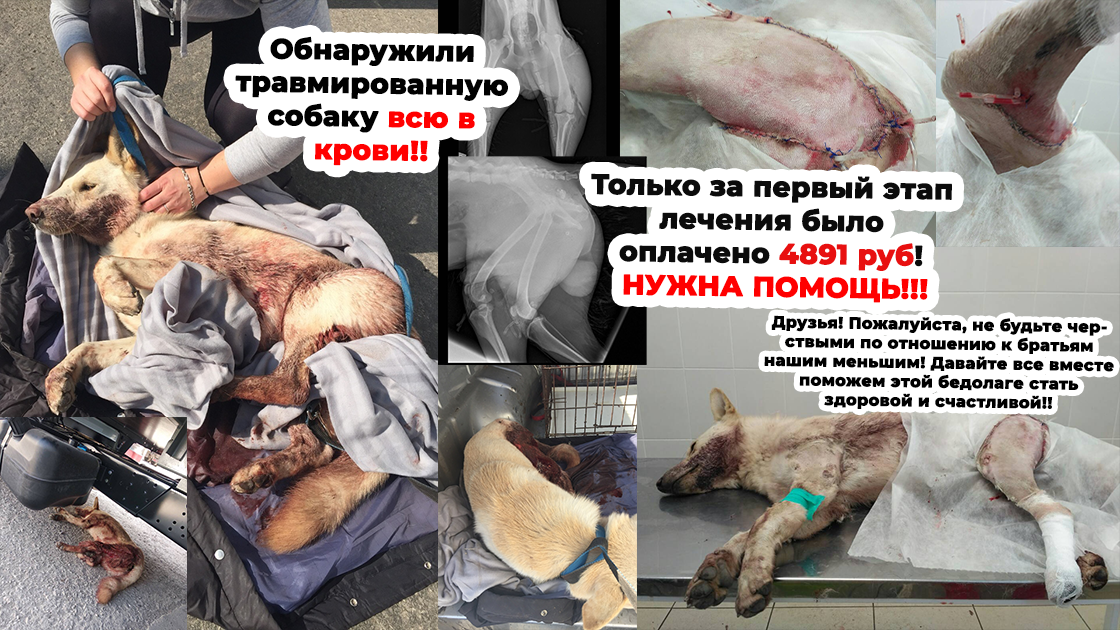 Обнаружили
травмированную
собаку всю в
крови!!
Только за первый этап
лечения было
оплачено 4891 руб!
НУЖНА ПОМОЩЬ!!!
Друзья! Пожалуйста, не будьте чер-
ствыми по отношению к братьям
нашим меньшим! Давайте все вместе
поможем этой бедолаге стать
здоровой и счастливой!!